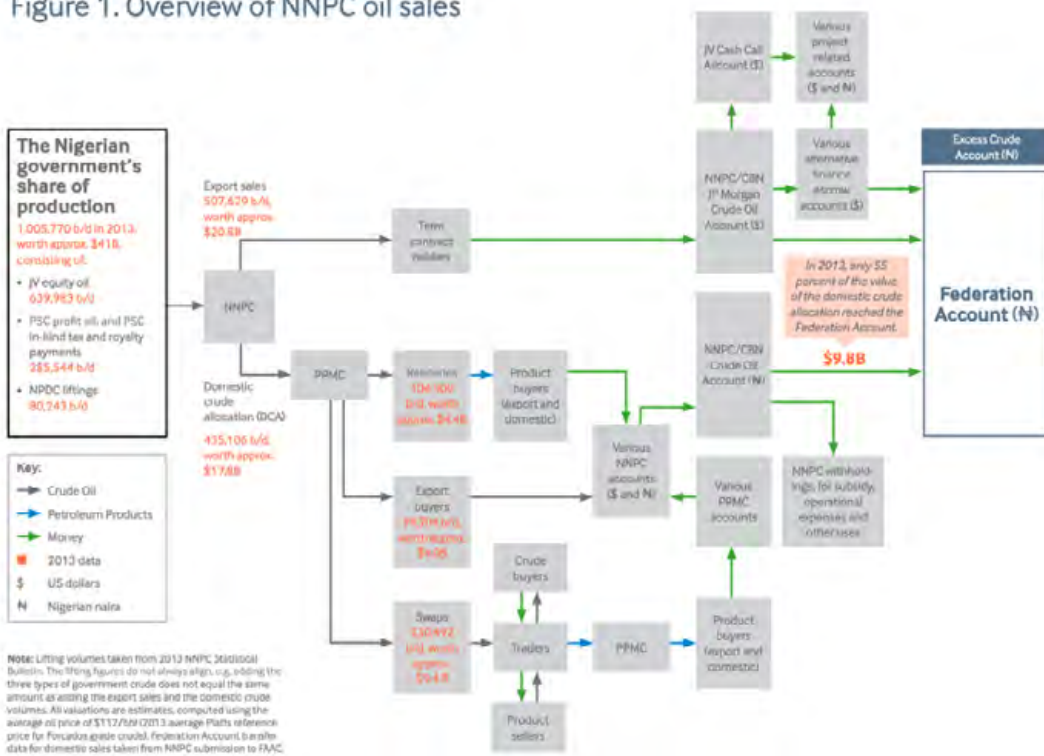 Figure 1. Overview of NNPC oil sales
The Nigerian
government's
share of
production
1,005,770 b/d in 2013,
worth approx. $41B,
consisting of:
• JV equity oil
639,983 b/d
• PSC profit oil, and PSC
in-kind tax and royalty
payments
285,544 b/d
• NPDC liftings
80,243 b/d
Key:
Crude Oil
Petroleum Products
Money
2013 data
$ US dollars
₦ Nigerian naira
Note: Lifting volumes taken from 2013 NNPC Statistical
Bulletin. The lifting figures do not always align, e.g. adding the
three types of government crude does not equal the same
amount as adding the export sales and the domestic crude
volumes. All valuations are estimates, computed using the
average oil price of $112/bbl (2013 average Platts reference
price for Forcados grade crude). Federation Account transfer
data for domestic sales taken from NNPC submission to FAAC.
Export sales
507,629 b/d,
worth approx.
$20.8B
NNPC
Domestic
crude
allocation (DCA)
435,106 b/d,
worth approx.
$17.8B
PPMC
Term
contract
holders
Refineries
worth
approx.
Product
buyers
(export and
domestic)
Export
buyers
worth approx.
Swaps
worth
approx.
Crude
buyers
Traders
Product
sellers
PPMC
Product
buyers
(export and
domestic)
Various
PPMC
accounts
Various
NNPC
accounts
($ and ₦)
JV Cash Call
Account ($)
Various
project
related
accounts
($ and ₦)
NNPC/CBN
JP Morgan
Crude Oil
Account ($)
Various
alternative
finance
escrow
accounts ($)
NNPC/CBN
Crude Oil
Account (₦)
NNPC withhold-
ings, for subsidy,
operational
expenses and
other uses
In 2013, only 55
percent of the value
of the domestic crude
allocation reached the
Federation Account.
$9.8B
Excess Crude
Account (₦)
Federation
Account (₦)